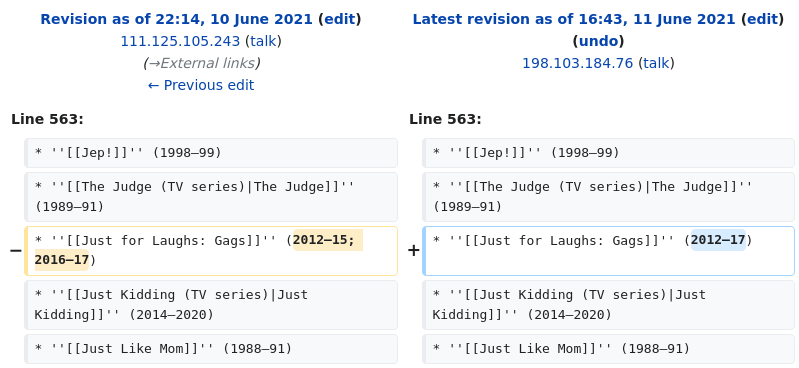 Revision as of 22:14, 10 June 2021 (edit)
111.125.105.243 (talk)
(→External links)
← Previous edit
Latest revision as of 16:43, 11 June 2021 (edit)
(undo)
198.103.184.76 (talk)
Line 563:
Line 563:
* ''[[Jep!]]'' (1998–99)
* ''[[Jep!]]'' (1998–99)
* ''[[The Judge (TV series)|The Judge]]''
(1989–91)
* ''[[The Judge (TV series)|The Judge]]''
(1989–91)
− * ''[[Just for Laughs: Gags]]'' (2012–15;
2016–17)
+ * ''[[Just for Laughs: Gags]]'' (2012–17)
* ''[[Just Kidding (TV series)|Just
Kidding]]'' (2014–2020)
* ''[[Just Kidding (TV series)|Just
Kidding]]'' (2014–2020)
* ''[[Just Like Mom]]'' (1988–91)
* ''[[Just Like Mom]]'' (1988–91)